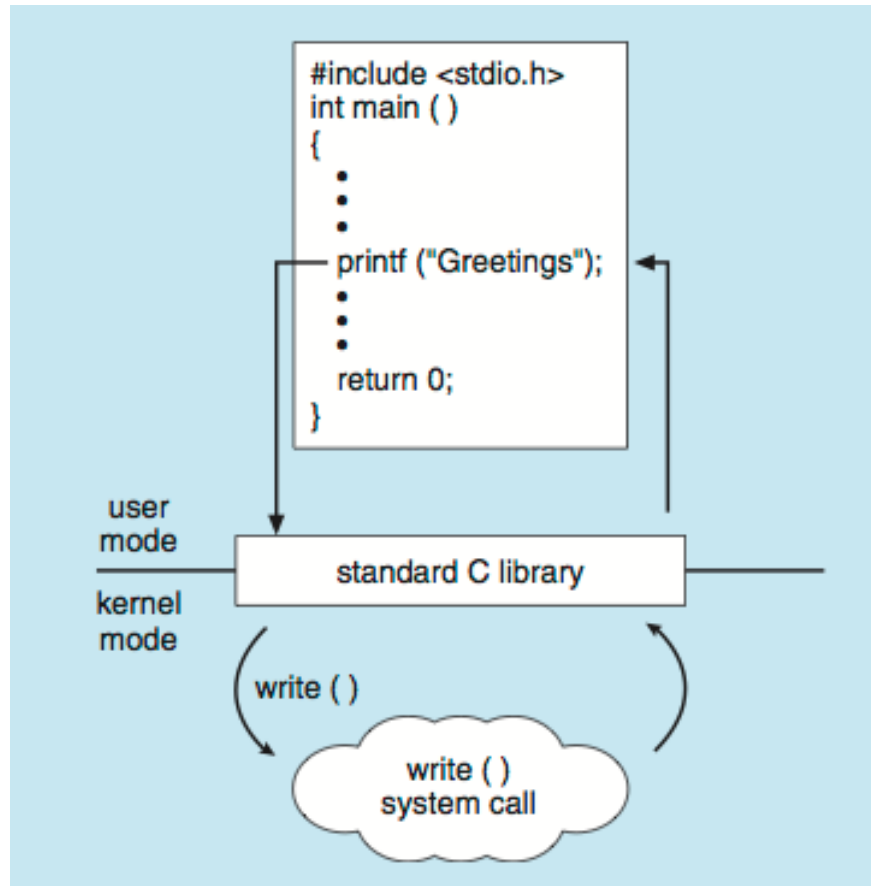 #include <stdio.h>
int main ( )
{
•
•
•
printf ("Greetings");
•
•
•
return 0;
}
user
mode
standard C library
kernel
mode
write ( )
write ( )
system call